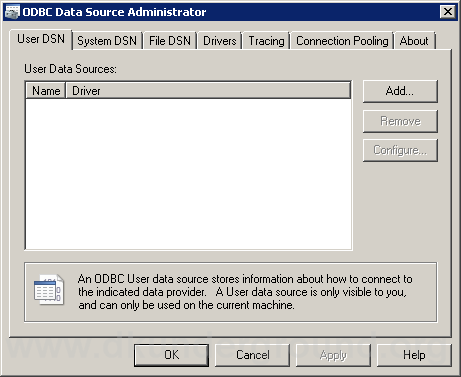 ODBC Data Source Administrator
User DSN System DSN File DSN Drivers Tracing Connection Pooling About
User Data Sources:
Name Driver
Add...
Remove
Configure...
An ODBC User data source stores information about how to connect to
the indicated data provider. A User data source is only visible to you,
and can only be used on the current machine.
OK Cancel Apply Help